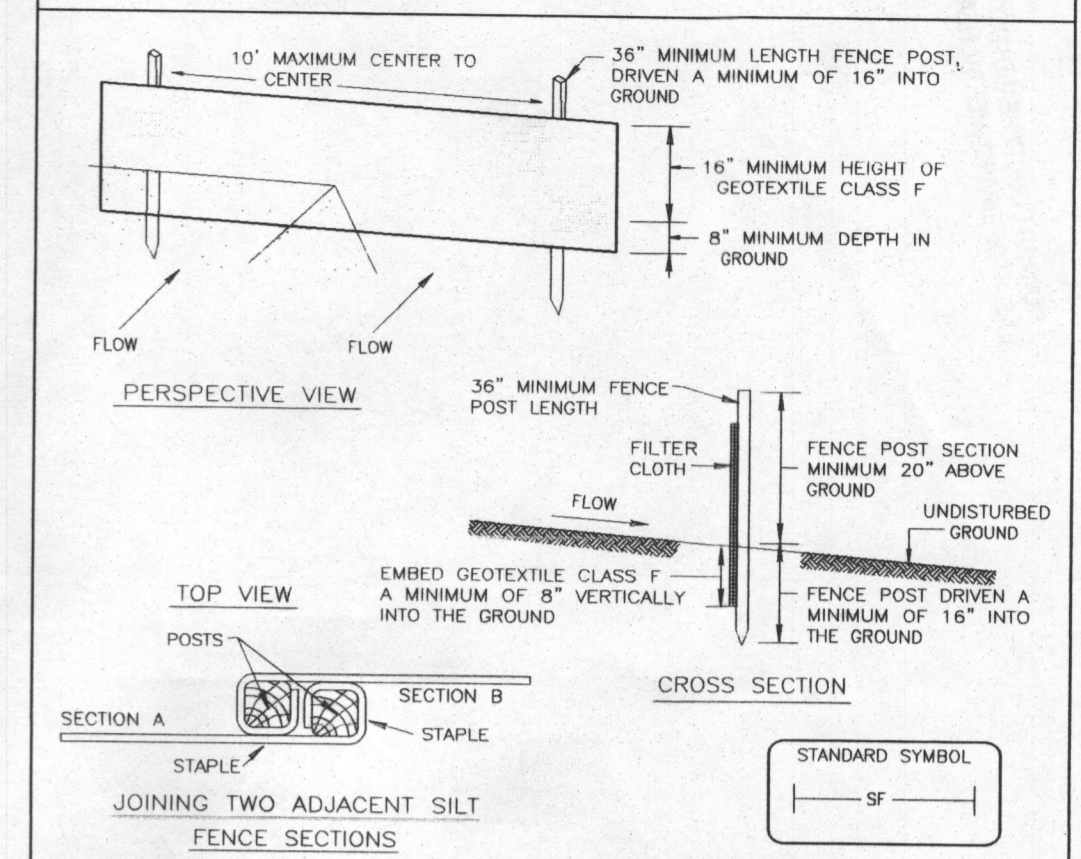 10' MAXIMUM CENTER TO
CENTER
36" MINIMUM LENGTH FENCE POST,
DRIVEN A MINIMUM OF 16" INTO
GROUND
16" MINIMUM HEIGHT OF
GEOTEXTILE CLASS F
8" MINIMUM DEPTH IN
GROUND
FLOW
FLOW
PERSPECTIVE VIEW
36" MINIMUM FENCE
POST LENGTH
FILTER
CLOTH
FENCE POST SECTION
MINIMUM 20" ABOVE
GROUND
FLOW
UNDISTURBED
GROUND
EMBED GEOTEXTILE CLASS F
A MINIMUM OF 8" VERTICALLY
INTO THE GROUND
FENCE POST DRIVEN A
MINIMUM OF 16" INTO
THE GROUND
CROSS SECTION
TOP VIEW
POSTS
SECTION B
SECTION A
STAPLE
STAPLE
JOINING TWO ADJACENT SILT
FENCE SECTIONS
STANDARD SYMBOL
SF